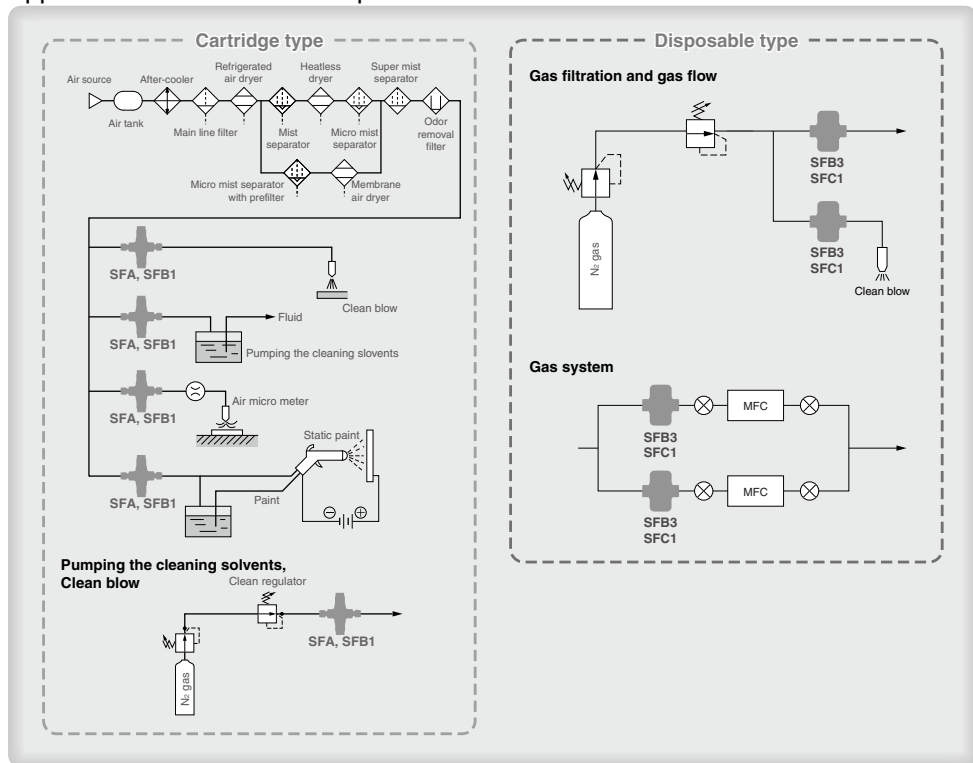 Cartridge type
Air source
Air tank
After-cooler
Main line filter
Refrigerated
air dryer
Heatless
dryer
Super mist
separator
Mist
separator
Micro mist
separator
Odor
removal
filter
Micro mist separator
with prefilter
Membrane
air dryer
SFA, SFB1
Clean blow
SFA, SFB1
Fluid
Pumping the cleaning slovents
SFA, SFB1
Air micro meter
SFA, SFB1
Static paint
Paint
Pumping the cleaning solvents,
Clean blow
Clean regulator
N2 gas
SFA, SFB1
Disposable type
Gas filtration and gas flow
N2 gas
SFB3
SFC1
SFB3
SFC1
Clean blow
Gas system
SFB3
SFC1
MFC
SFB3
SFC1
MFC